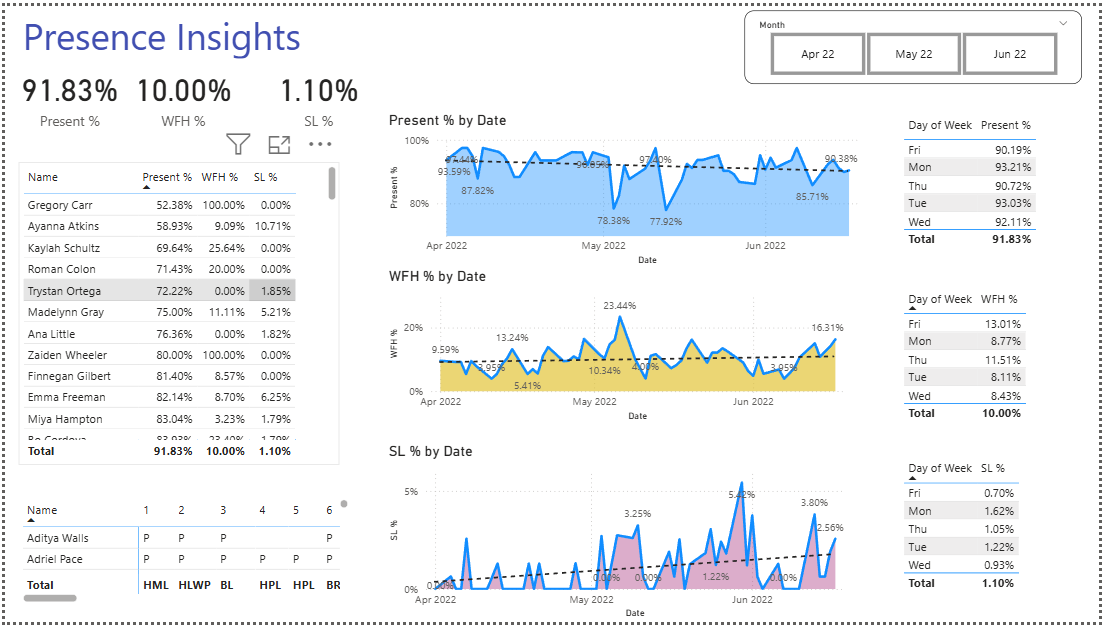 Presence Insights
Month
Apr 22 May 22 Jun 22
91.83% 10.00% 1.10%
Present % WFH % SL %
Name Present % WFH % SL %
Gregory Carr 52.38% 100.00% 0.00%
Ayanna Atkins 58.93% 9.09% 10.71%
Kaylah Schultz 69.64% 25.64% 0.00%
Roman Colon 71.43% 20.00% 0.00%
Trystan Ortega 72.22% 0.00% 1.85%
Madelynn Gray 75.00% 11.11% 5.21%
Ana Little 76.36% 0.00% 1.82%
Zaiden Wheeler 80.00% 100.00% 0.00%
Finnegan Gilbert 81.40% 8.57% 0.00%
Emma Freeman 82.14% 8.70% 6.25%
Miya Hampton 83.04% 3.23% 1.79%
Bo Cordova 83.93% 23.40% 1.79%
Total 91.83% 10.00% 1.10%
Name 1 2 3 4 5 6
Aditya Walls P P P P
Adriel Pace P P P P P P
Total HML HLWP BL HPL HPL BR
Present % by Date
Present %
100%
80%
97.44%
93.59%
87.82%
90.85%
78.38%
97.40%
77.92%
85.71%
90.38%
Apr 2022 May 2022 Jun 2022
Date
WFH % by Date
WFH %
20%
0%
9.59%
3.95%
13.24%
5.41%
10.34%
23.44%
4.00%
3.95%
16.31%
Apr 2022 May 2022 Jun 2022
Date
SL % by Date
SL %
5%
0%
0.00%
0.00%
3.25%
0.00%
1.22%
5.42%
0.00%
3.80%
2.56%
Apr 2022 May 2022 Jun 2022
Date
Day of Week Present %
Fri 90.19%
Mon 93.21%
Thu 90.72%
Tue 93.03%
Wed 92.11%
Total 91.83%
Day of Week WFH %
Fri 13.01%
Mon 8.77%
Thu 11.51%
Tue 8.11%
Wed 8.43%
Total 10.00%
Day of Week SL %
Fri 0.70%
Mon 1.62%
Thu 1.05%
Tue 1.22%
Wed 0.93%
Total 1.10%